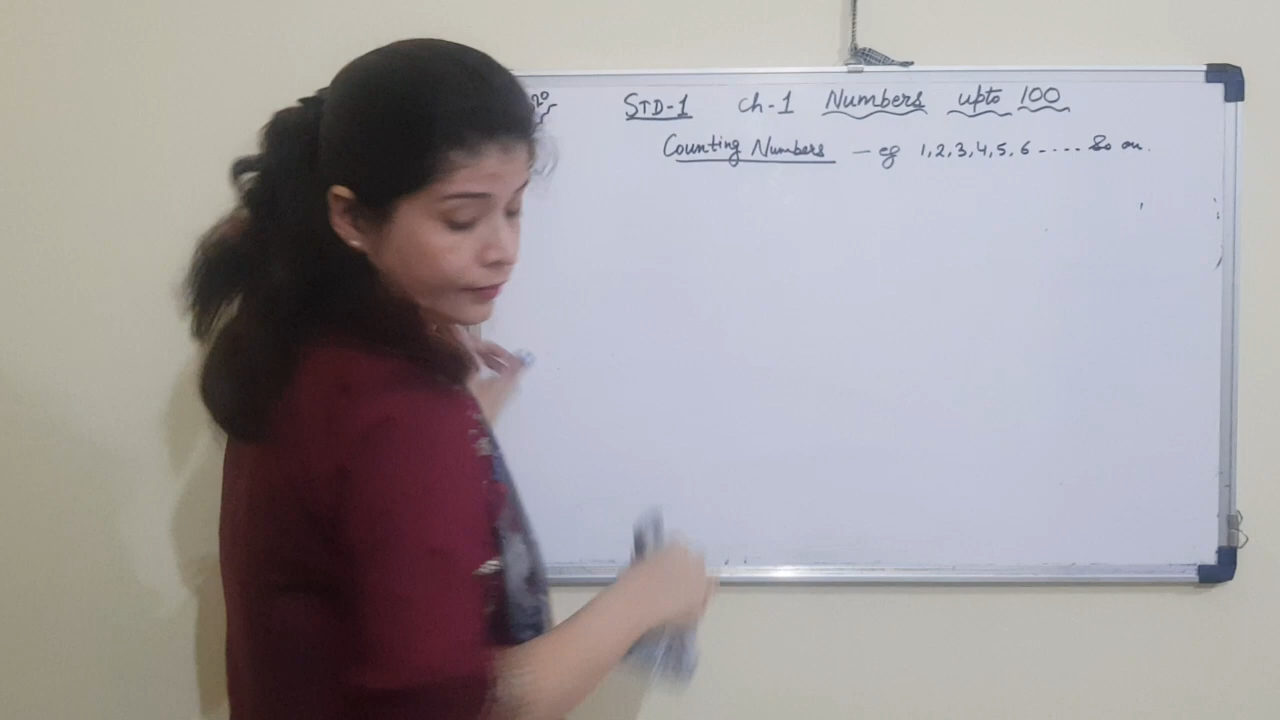 STD-1 Ch-1 Numbers upto 100
Counting Numbers - eg 1,2,3,4,5,6 ----.. So on.